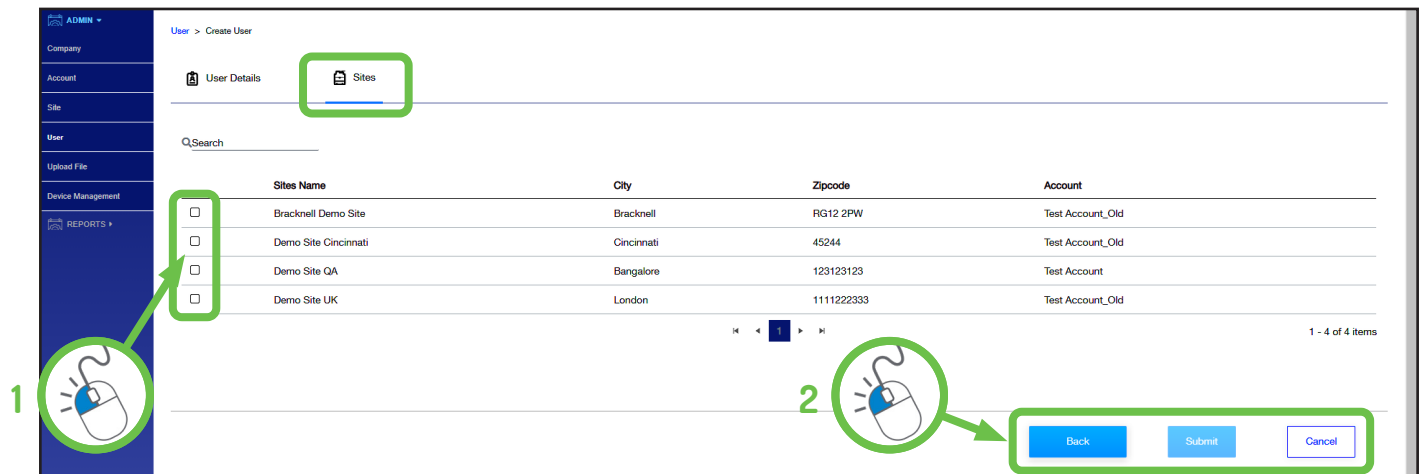 ADMIN
Company
Account
Site
User
Upload File
Device Management
REPORTS
User > Create User
User Details
Sites
Search
Sites Name City Zipcode Account
Bracknell Demo Site Bracknell RG12 2PW Test Account_Old
Demo Site Cincinnati Cincinnati 45244 Test Account_Old
Demo Site QA Bangalore 123123123 Test Account
Demo Site UK London 1111222333 Test Account_Old
1
1 - 4 of 4 items
1
2
Back Submit Cancel